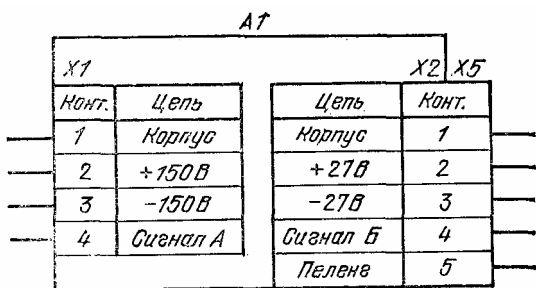 А1
X1
X2 X5
Конт. Цепь
1 Корпус
2 +150В
3 -150В
4 Сигнал А
Цепь Конт.
Корпус 1
+27В 2
-27В 3
Сигнал Б 4
Пеленг 5